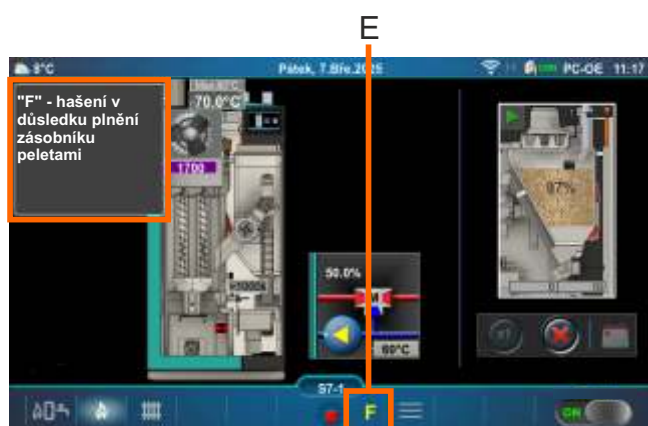 E
8°C
Pátek, 7.Bře.2025
PC-OE 11:17
"F" - hašení v
důsledku plnění
zásobníku
peletami
70.0°C
1700
97%
50.0%
60°C
S7-1
F
ON